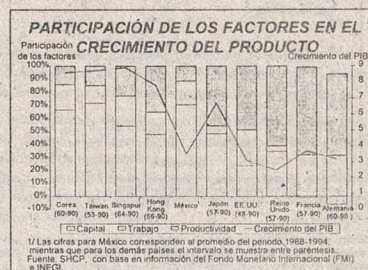 PARTICIPACIÓN DE LOS FACTORES EN EL
CRECIMIENTO DEL PRODUCTO
Participación
de los factores
Crecimiento del PIB
100%
90%
80%
70%
60%
50%
40%
30%
20%
10%
0%
-10%
9
8
7
6
5
4
3
2
1
0
Corea Taiwan Singapur Hong Kong México¹ Japón EE.UU. Reino Unido Francia Alemania
(60-90) (53-90) (64-90) (66-90) (57-90) (48-90) (57-90) (57-90) (60-90)
Capital Trabajo Productividad Crecimiento del PIB
1/ Las cifras para México corresponden al promedio del periodo 1988-1994,
mientras que para los demás países el intervalo se muestra entre paréntesis.
Fuente: SHCP, con base en información del Fondo Monetario Internacional (FMI)
e INEGI